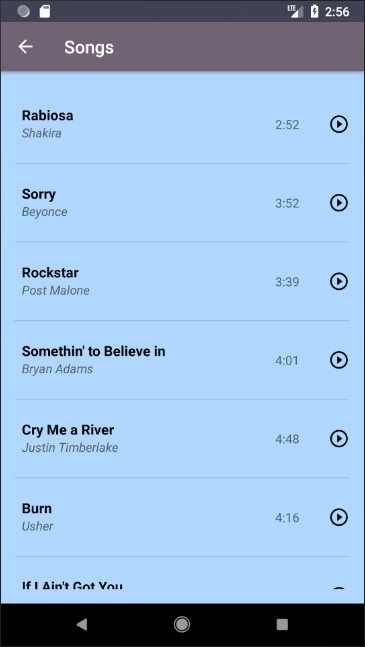 LTE 2:56
Songs
Rabiosa
Shakira
2:52
Sorry
Beyonce
3:52
Rockstar
Post Malone
3:39
Somethin' to Believe in
Bryan Adams
4:01
Cry Me a River
Justin Timberlake
4:48
Burn
Usher
4:16
If I Ain't Got You